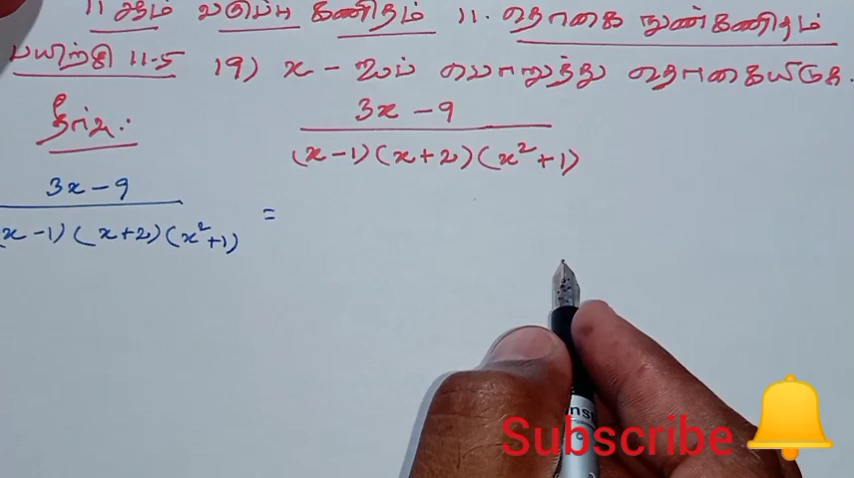 11 ஆம் வகுப்பு கணிதம் 11. தொகை நுண்கணிதம்
பயிற்சி 11.5 19) x - ஐப் பொறுத்து தொகையிடுக.
தீர்வு:
3x - 9
(x-1)(x+2)(x²+1)
3x - 9
(x-1)(x+2)(x²+1) =
Subscribe